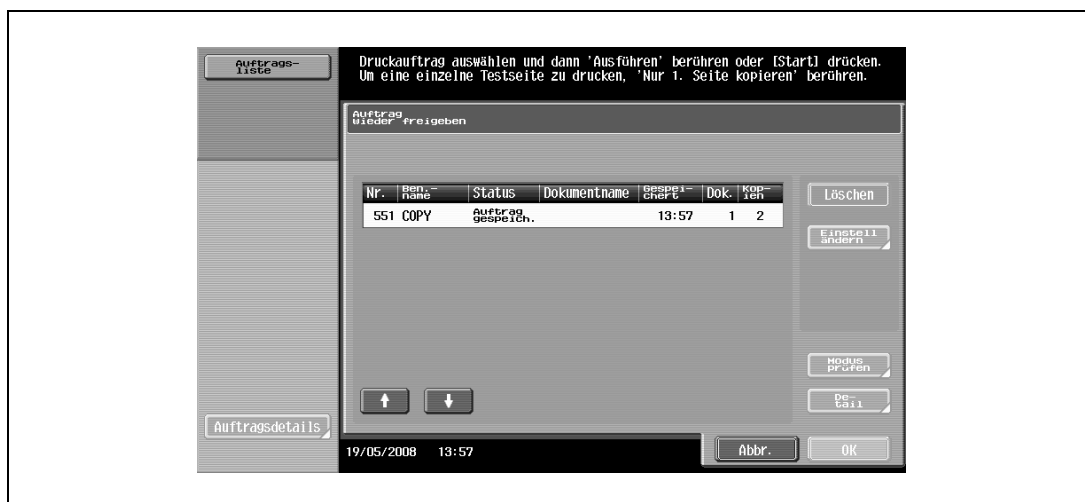 Auftrags-
liste
Druckauftrag auswählen und dann 'Ausführen' berühren oder [Start] drücken.
Um eine einzelne Testseite zu drucken, 'Nur 1. Seite kopieren' berühren.
Auftrag
wieder freigeben
Nr. Ben.-name Status Dokumentname Gespei-chert Dok. Kop-ien
551 COPY Auftrag gespeich. 13:57 1 2
Löschen
Einstell
ändern
Modus
prüfen
De-
tail
Auftragsdetails
19/05/2008 13:57
Abbr.
OK